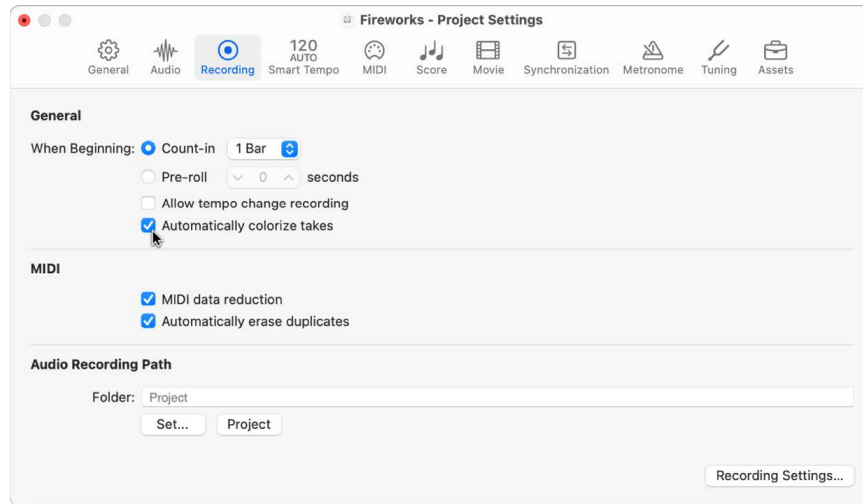 Fireworks - Project Settings
120
AUTO
General Audio Recording Smart Tempo MIDI Score Movie Synchronization Metronome Tuning Assets
General
When Beginning: Count-in 1 Bar
Pre-roll 0 seconds
Allow tempo change recording
Automatically colorize takes
MIDI
MIDI data reduction
Automatically erase duplicates
Audio Recording Path
Folder: Project
Set... Project
Recording Settings...